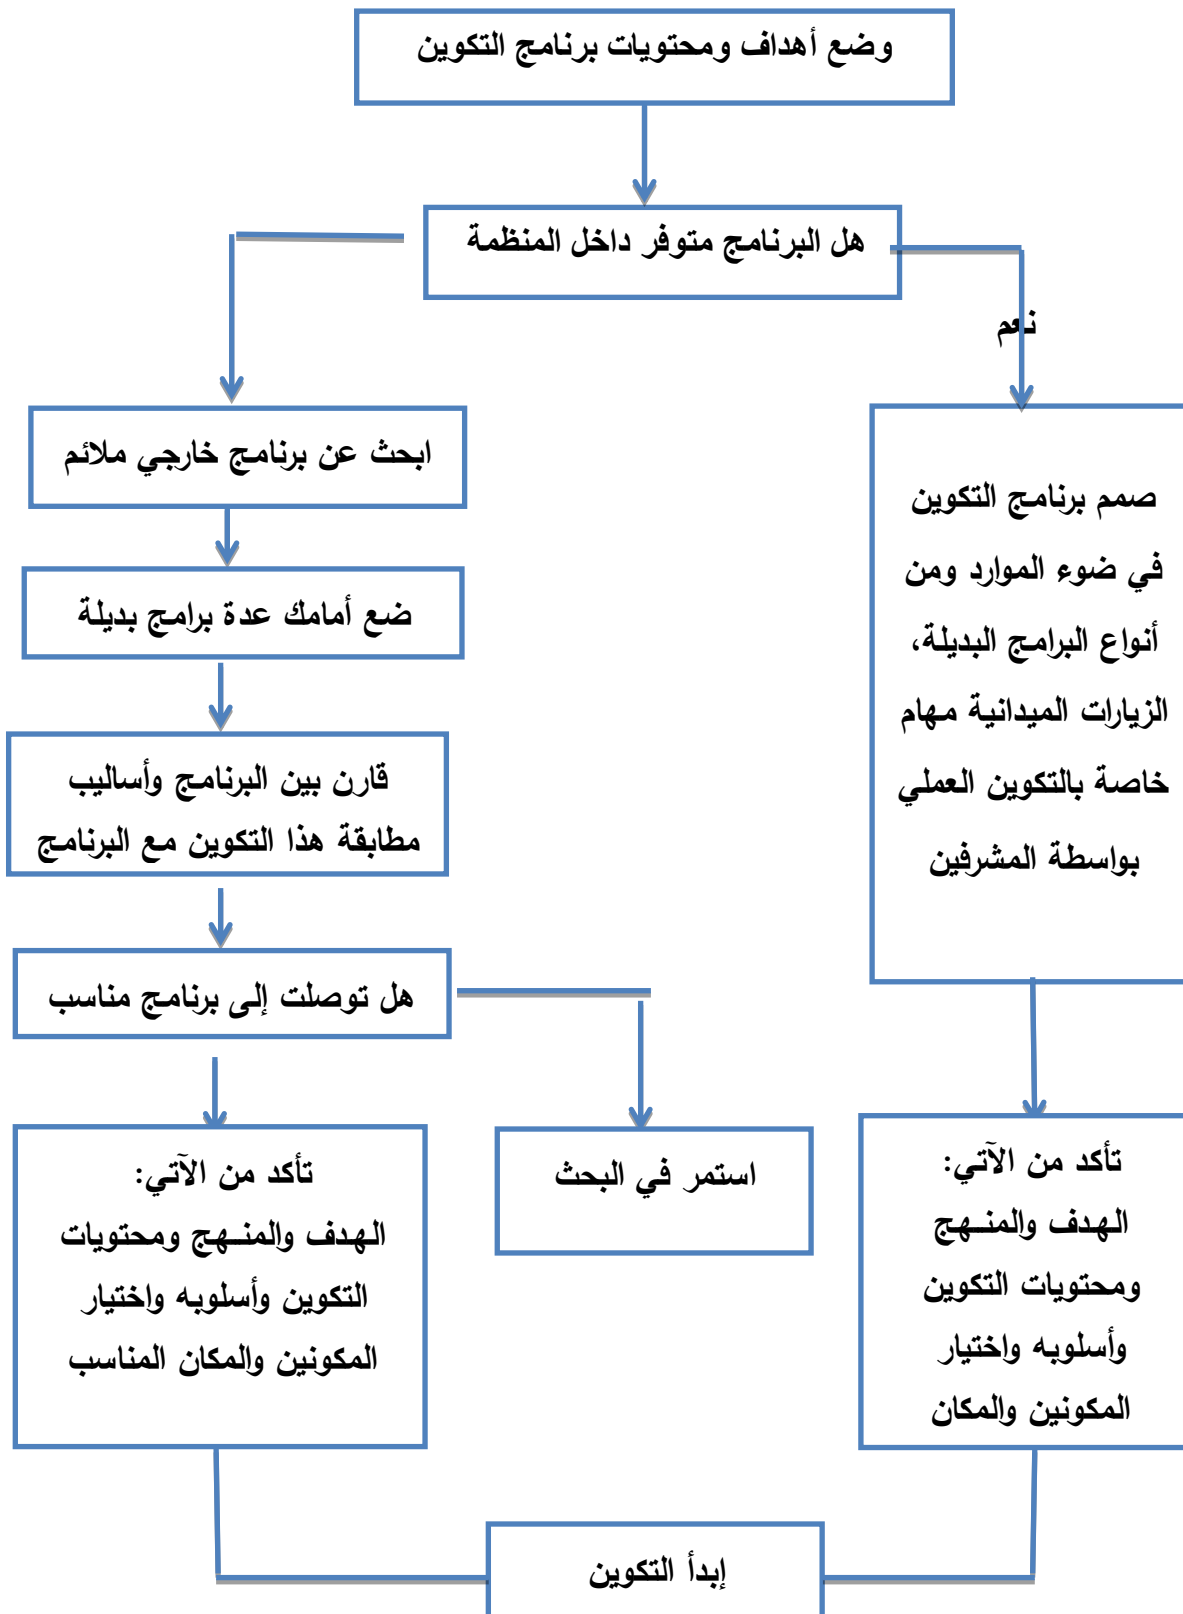 وضع أهداف ومحتويات برنامج التكوين
هل البرنامج متوفر داخل المنظمة
نعم
صمم برنامج التكوين
في ضوء الموارد ومن
أنواع البرامج البديلة،
الزيارات الميدانية مهام
خاصة بالتكوين العملي
بواسطة المشرفين
ابحث عن برنامج خارجي ملائم
ضع أمامك عدة برامج بديلة
قارن بين البرنامج وأساليب
مطابقة هذا التكوين مع البرنامج
هل توصلت إلى برنامج مناسب
تأكد من الآتي:
الهدف والمنهج
ومحتويات التكوين
وأسلوبه واختيار
المكونين والمكان
استمر في البحث
تأكد من الآتي:
الهدف والمنهج ومحتويات
التكوين وأسلوبه واختيار
المكونين والمكان المناسب
إبدأ التكوين